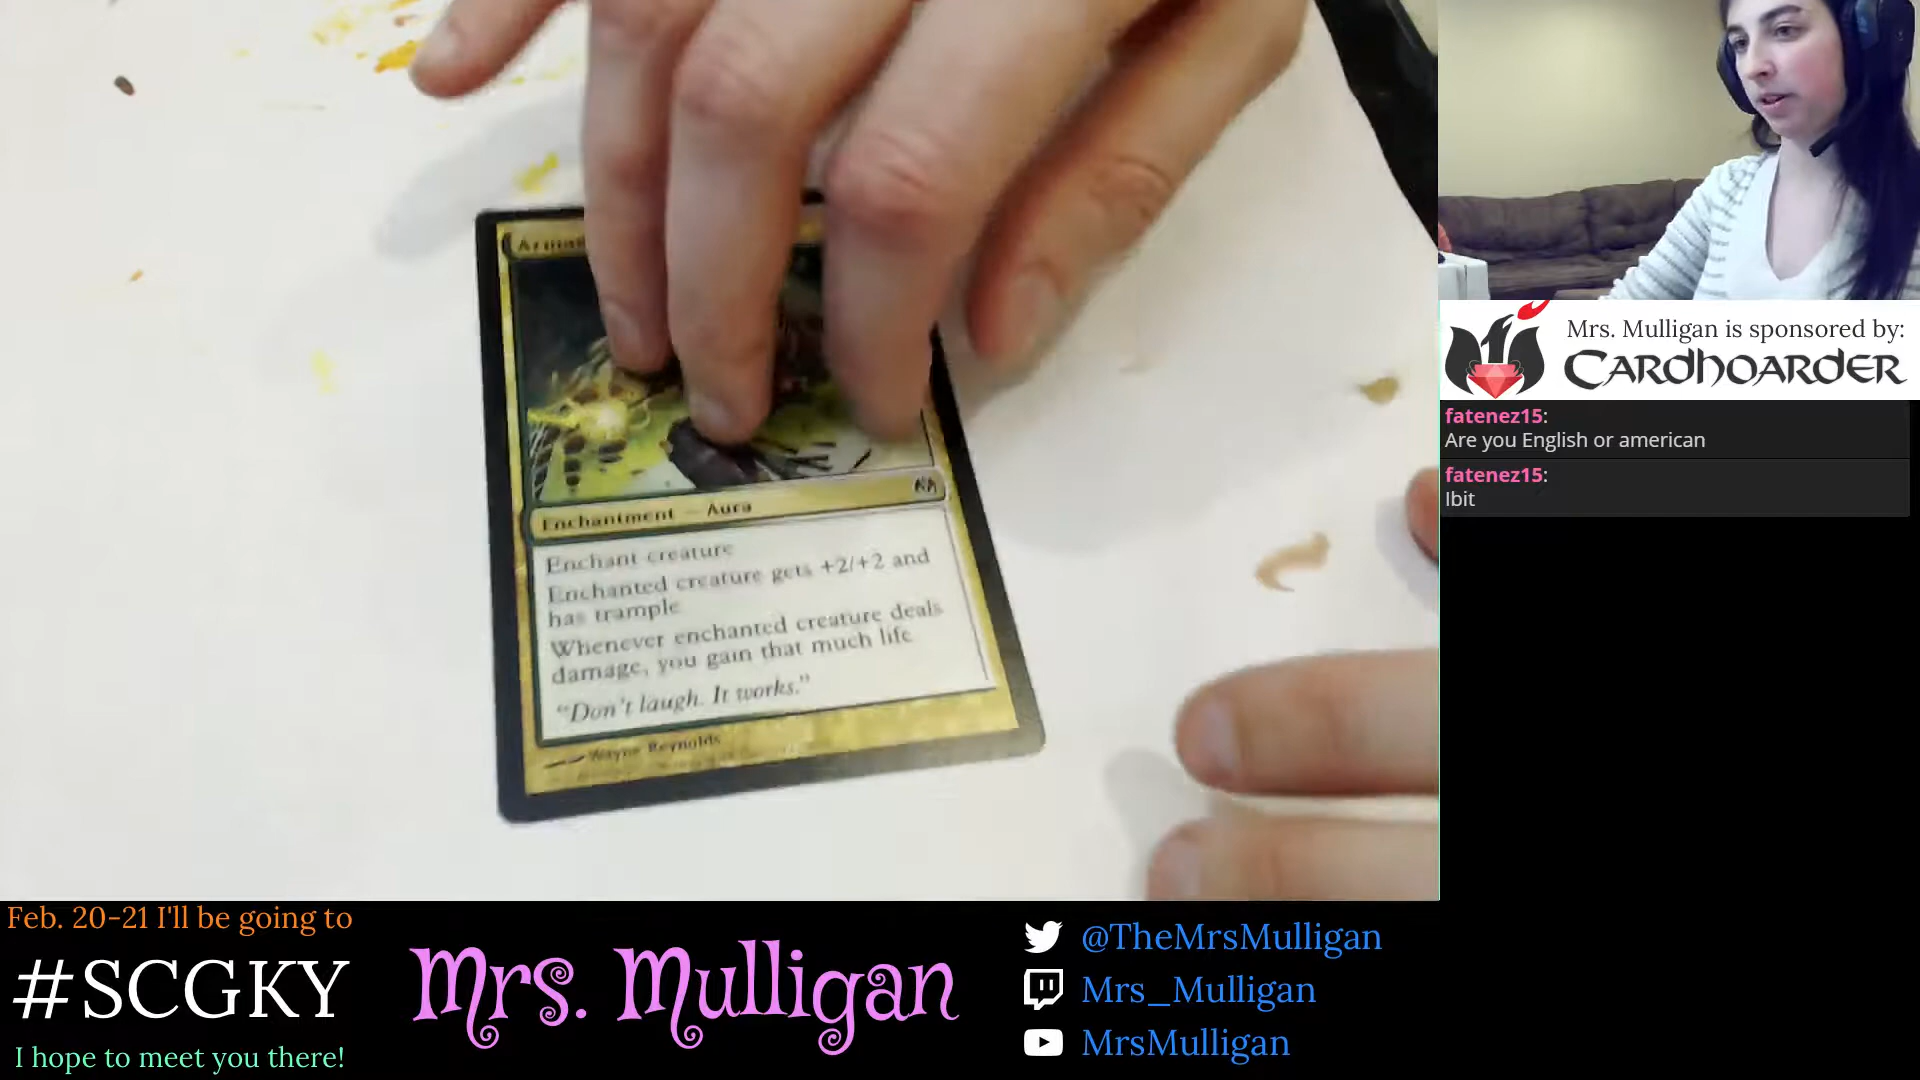 Enchantment – Aura
Enchant creature
Enchanted creature gets +2/+2 and
has trample
Whenever enchanted creature deals
damage, you gain that much life
"Don't laugh. It works."
Wayne Reynolds
Mrs. Mulligan is sponsored by:
CARDHOARDER
fatenez15:
Are you English or american
fatenez15:
Ibit
Feb. 20-21 I'll be going to
#SCGKY
I hope to meet you there!
Mrs. Mulligan
@TheMrsMulligan
Mrs_Mulligan
MrsMulligan